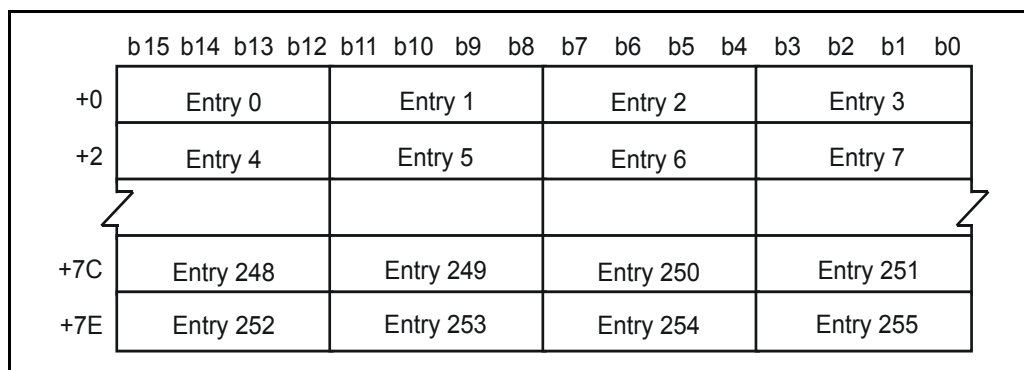 b15 b14 b13 b12 b11 b10 b9 b8 b7 b6 b5 b4 b3 b2 b1 b0
+0 Entry 0 Entry 1 Entry 2 Entry 3
+2 Entry 4 Entry 5 Entry 6 Entry 7
+7C Entry 248 Entry 249 Entry 250 Entry 251
+7E Entry 252 Entry 253 Entry 254 Entry 255